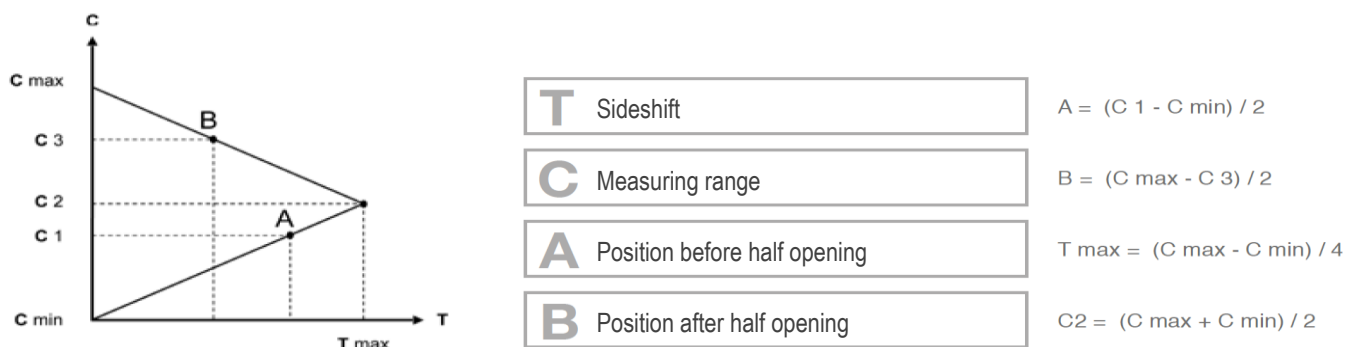 C
C max
B
C 3
C 2
A
C 1
C min
T
T max
T Sideshift
A = (C 1 - C min) / 2
C Measuring range
B = (C max - C 3) / 2
A Position before half opening
T max = (C max - C min) / 4
B Position after half opening
C2 = (C max + C min) / 2